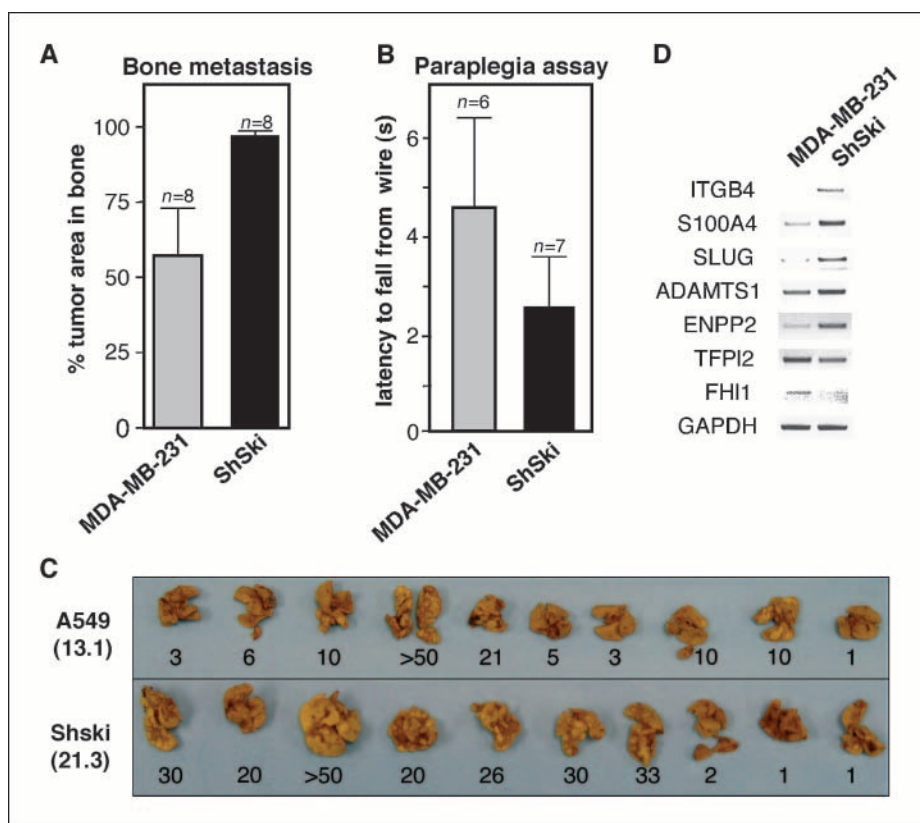 A
Bone metastasis
% tumor area in bone
100
75
50
25
0
n=8
n=8
MDA-MB-231
ShSki
B
Paraplegia assay
latency to fall from wire (s)
6
4
2
0
n=6
n=7
MDA-MB-231
ShSki
D
MDA-MB-231
ShSki
ITGB4
S100A4
SLUG
ADAMTS1
ENPP2
TFPI2
FHI1
GAPDH
C
A549
(13.1)
3 6 10 >50 21 5 3 10 10 1
Shski
(21.3)
30 20 >50 20 26 30 33 2 1 1